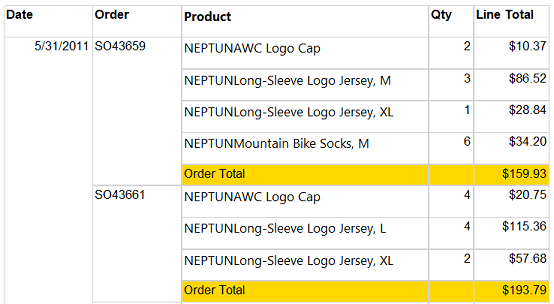 Date Order Product Qty Line Total
5/31/2011 SO43659 NEPTUNAWC Logo Cap 2 $10.37
NEPTUNLong-Sleeve Logo Jersey, M 3 $86.52
NEPTUNLong-Sleeve Logo Jersey, XL 1 $28.84
NEPTUNMountain Bike Socks, M 6 $34.20
Order Total $159.93
SO43661 NEPTUNAWC Logo Cap 4 $20.75
NEPTUNLong-Sleeve Logo Jersey, L 4 $115.36
NEPTUNLong-Sleeve Logo Jersey, XL 2 $57.68
Order Total $193.79